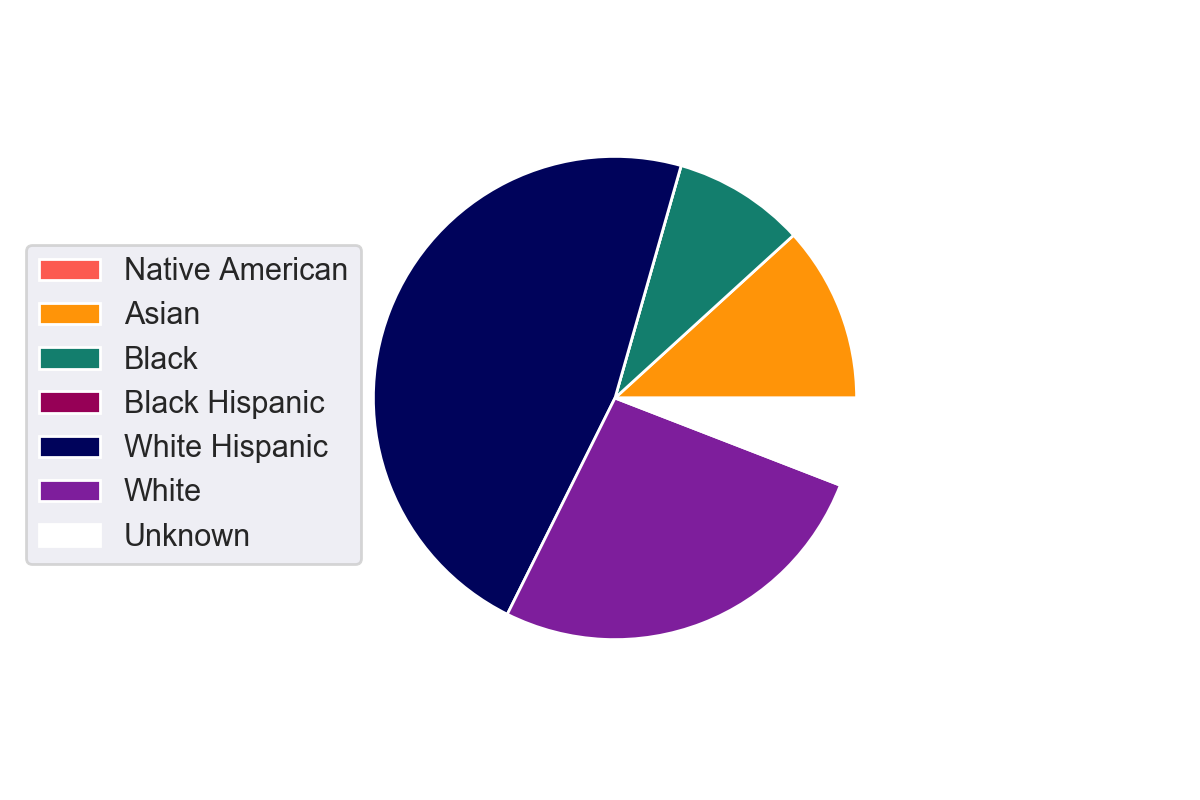 Native American
Asian
Black
Black Hispanic
White Hispanic
White
Unknown